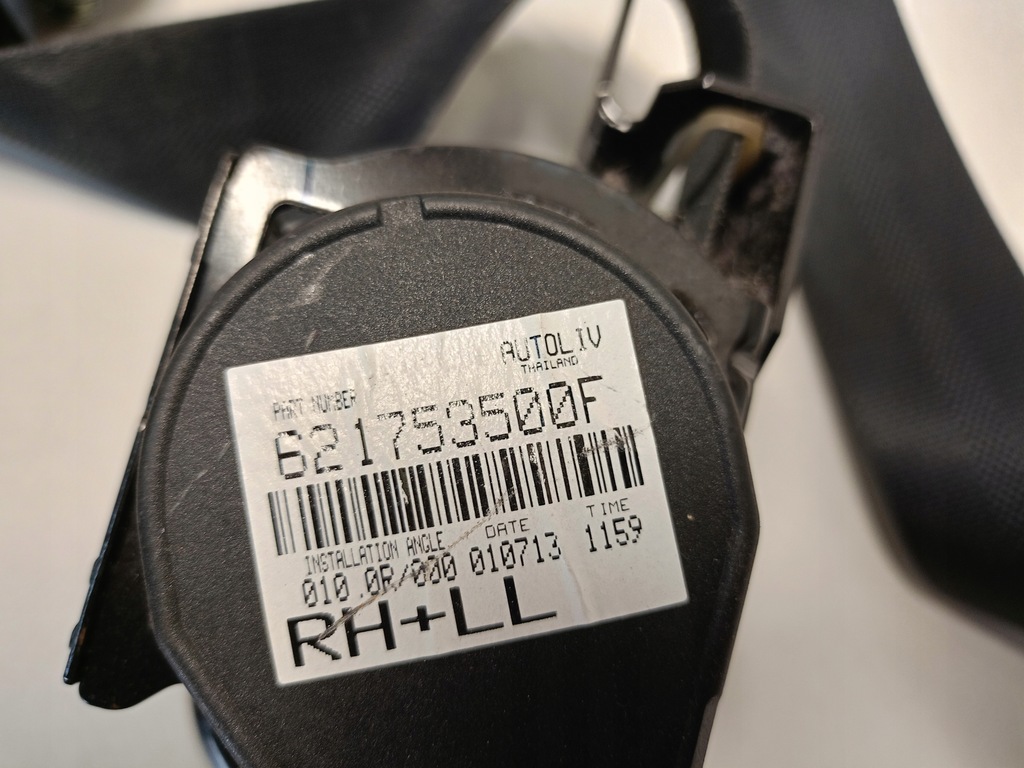 AUTOLIV
THAILAND
PART NUMBER
621753500F
INSTALLATION ANGLE DATE TIME
010.0R/000 010713 1159
RH+LL